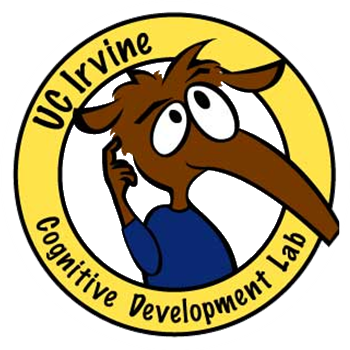 UC Irvine
Cognitive Development Lab